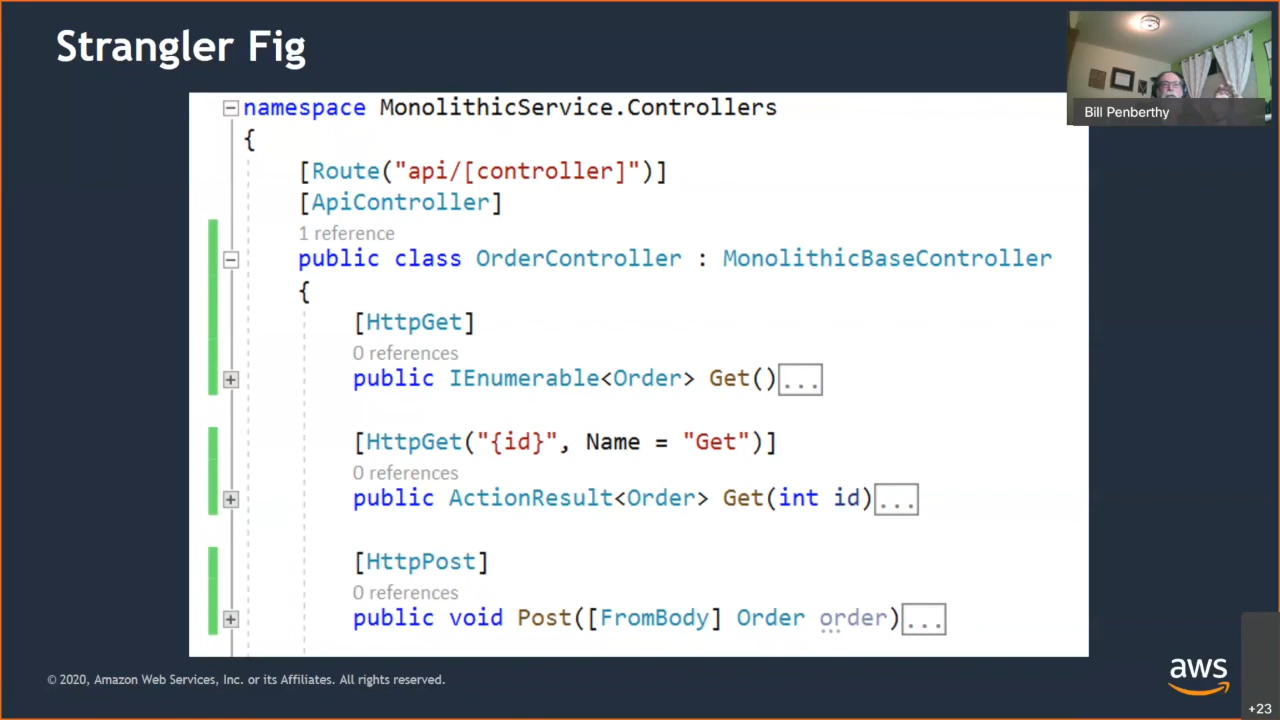 Strangler Fig
Bill Penberthy
namespace MonolithicService.Controllers
{
[Route("api/[controller]")]
[ApiController]
1 reference
public class OrderController : MonolithicBaseController
{
[HttpGet]
0 references
public IEnumerable<Order> Get()...
[HttpGet("{id}", Name = "Get")]
0 references
public ActionResult<Order> Get(int id)...
[HttpPost]
0 references
public void Post([FromBody] Order order)...
© 2020, Amazon Web Services, Inc. or its Affiliates. All rights reserved.
aws
+23